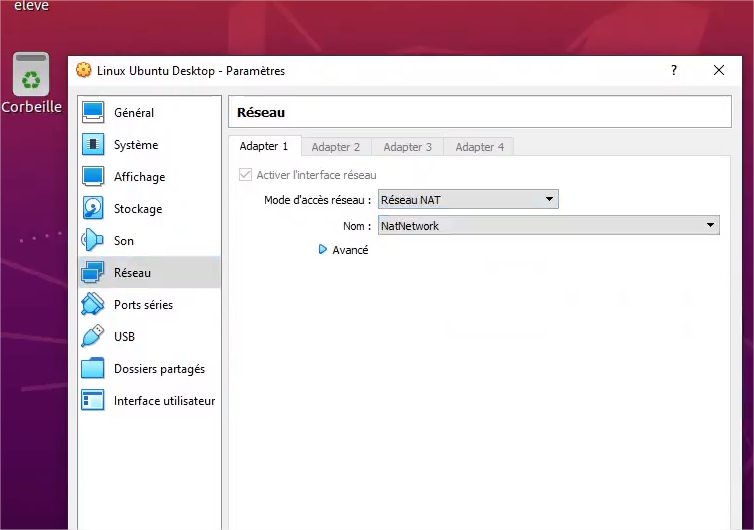 eleve
Corbeille
Linux Ubuntu Desktop - Paramètres
?
Général
Système
Affichage
Stockage
Son
Réseau
Ports séries
USB
Dossiers partagés
Interface utilisateur
Réseau
Adapter 1
Adapter 2
Adapter 3
Adapter 4
Activer l'interface réseau
Mode d'accès réseau : Réseau NAT
Nom : NatNetwork
Avancé